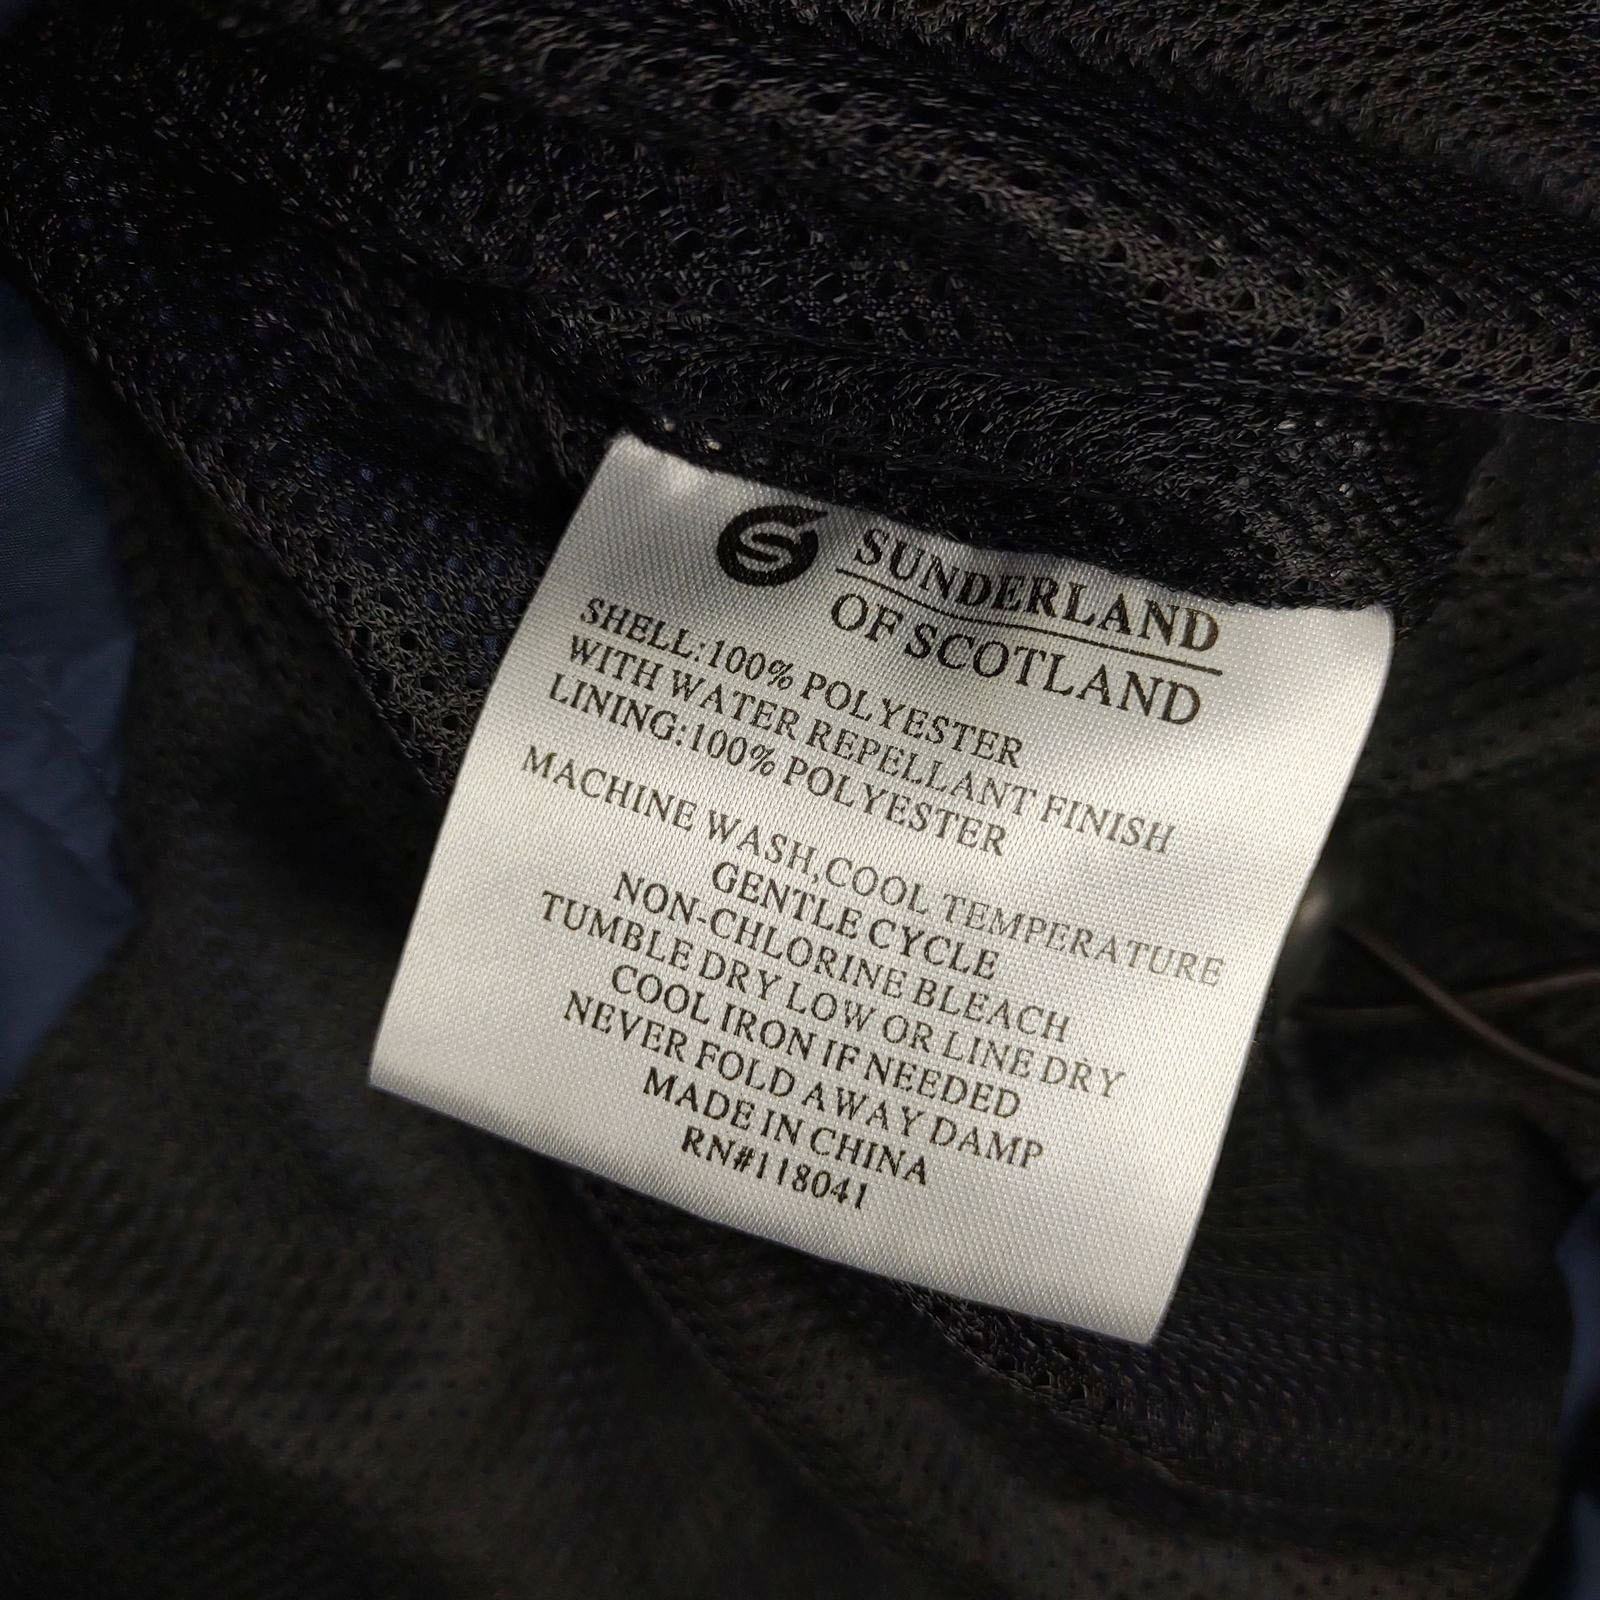 SUNDERLAND
OF SCOTLAND
SHELL:100% POLYESTER
WITH WATER REPELLANT FINISH
LINING:100% POLYESTER
MACHINE WASH,COOL TEMPERATURE
GENTLE CYCLE
NON-CHLORINE BLEACH
TUMBLE DRY LOW OR LINE DRY
COOL IRON IF NEEDED
NEVER FOLD AWAY DAMP
MADE IN CHINA
RN#118041